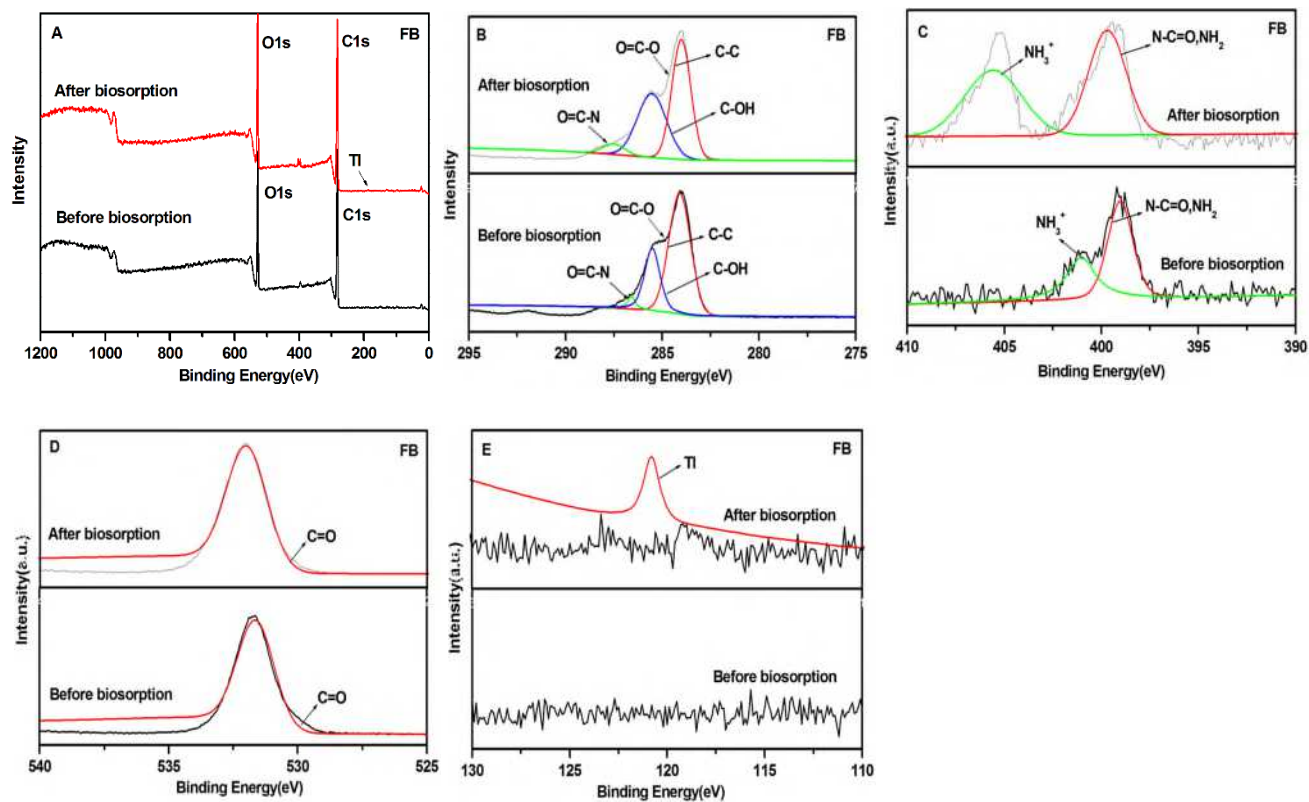 A
FB
O1s
C1s
After biosorption
Tl
O1s
Before biosorption
C1s
Intensity
1200 1000 800 600 400 200 0
Binding Energy(eV)
B
FB
O=C-O
C-C
After biosorption
O=C-N
C-OH
O=C-O
Before biosorption
C-C
O=C-N
C-OH
Intensity
295 290 285 280 275
Binding Energy(eV)
C
FB
N-C=O,NH2
NH3+
After biosorption
N-C=O,NH2
NH3+
Before biosorption
Intensity(a.u.)
410 405 400 395 390
Binding Energy(eV)
D
FB
After biosorption
C=O
Before biosorption
C=O
Intensity(a.u.)
540 535 530 525
Binding Energy(eV)
E
FB
Tl
After biosorption
Before biosorption
Intensity(a.u.)
130 125 120 115 110
Binding Energy(eV)